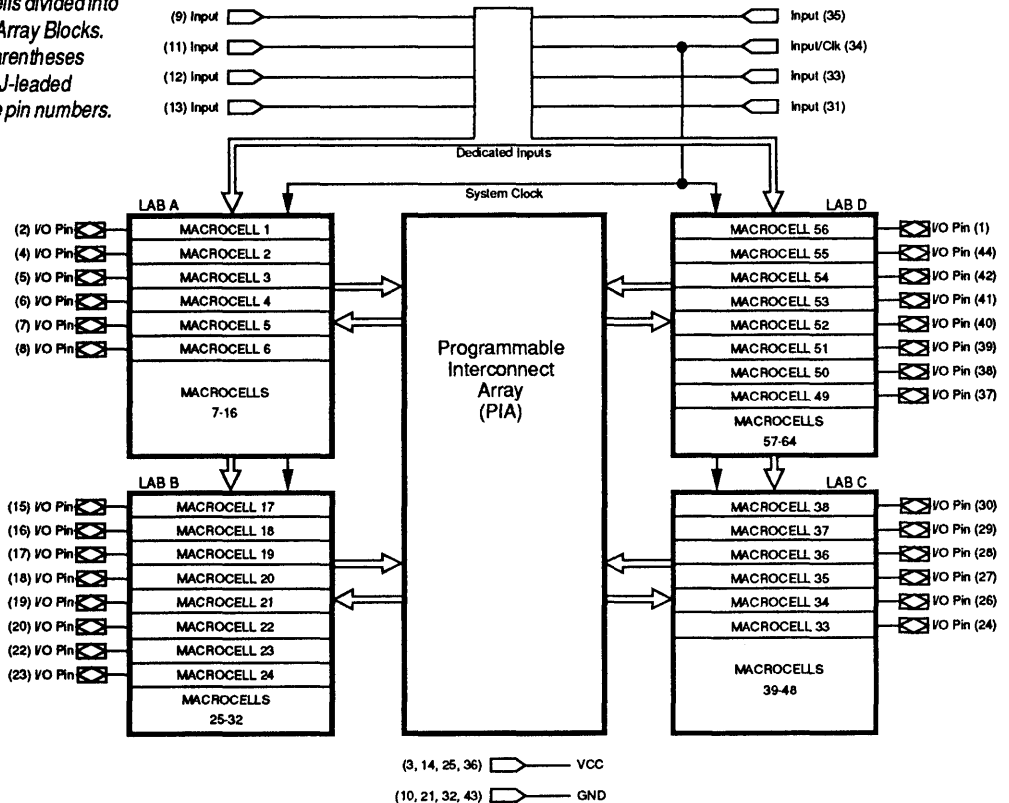 ells divided into
Array Blocks.
arentheses
J-leaded
pin numbers.
(9) Input
(11) Input
(12) Input
(13) Input
Input (35)
Input/Clk (34)
Input (33)
Input (31)
Dedicated Inputs
System Clock
LAB A
(2) I/O Pin MACROCELL 1
(4) I/O Pin MACROCELL 2
(5) I/O Pin MACROCELL 3
(6) I/O Pin MACROCELL 4
(7) I/O Pin MACROCELL 5
(8) I/O Pin MACROCELL 6
MACROCELLS
7-16
LAB B
(15) I/O Pin MACROCELL 17
(16) I/O Pin MACROCELL 18
(17) I/O Pin MACROCELL 19
(18) I/O Pin MACROCELL 20
(19) I/O Pin MACROCELL 21
(20) I/O Pin MACROCELL 22
(22) I/O Pin MACROCELL 23
(23) I/O Pin MACROCELL 24
MACROCELLS
25-32
Programmable
Interconnect
Array
(PIA)
LAB D
MACROCELL 56 I/O Pin (1)
MACROCELL 55 I/O Pin (44)
MACROCELL 54 I/O Pin (42)
MACROCELL 53 I/O Pin (41)
MACROCELL 52 I/O Pin (40)
MACROCELL 51 I/O Pin (39)
MACROCELL 50 I/O Pin (38)
MACROCELL 49 I/O Pin (37)
MACROCELLS
57-64
LAB C
MACROCELL 38 I/O Pin (30)
MACROCELL 37 I/O Pin (29)
MACROCELL 36 I/O Pin (28)
MACROCELL 35 I/O Pin (27)
MACROCELL 34 I/O Pin (26)
MACROCELL 33 I/O Pin (24)
MACROCELLS
39-48
(3, 14, 25, 36) VCC
(10, 21, 32, 43) GND